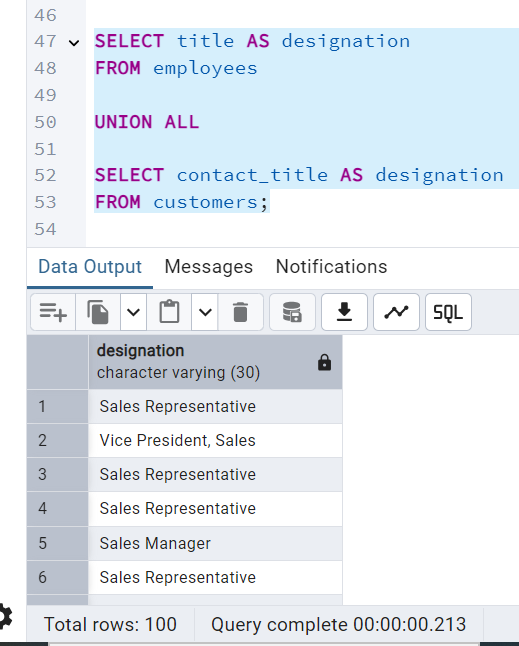 46
47 SELECT title AS designation
48 FROM employees
49
50 UNION ALL
51
52 SELECT contact_title AS designation
53 FROM customers;
54
Data Output Messages Notifications
SQL
designation
character varying (30)
1 Sales Representative
2 Vice President, Sales
3 Sales Representative
4 Sales Representative
5 Sales Manager
6 Sales Representative
Total rows: 100 Query complete 00:00:00.213